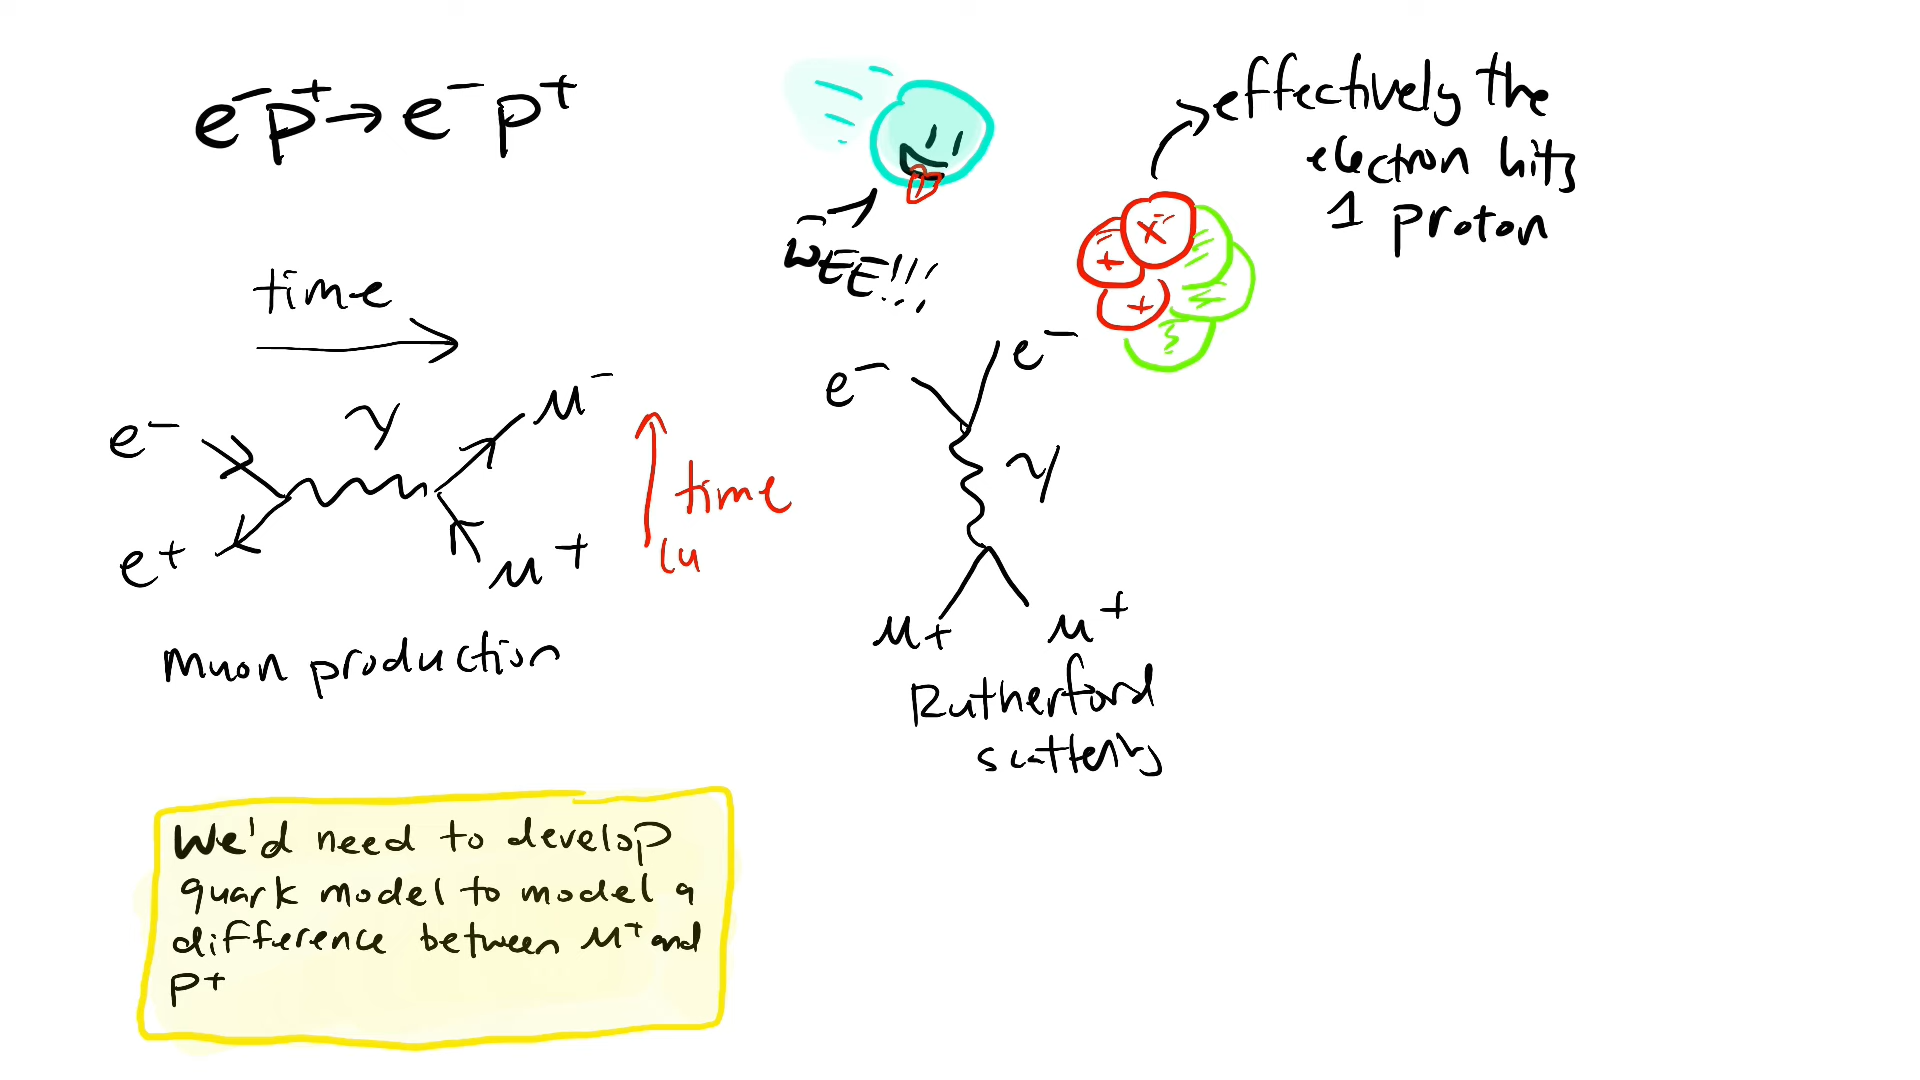 e⁻p⁺→ e⁻ p⁺
WEE!!!
effectively the
electron hits
1 proton
x⁻
+
+
time
e⁻
γ
μ⁻
e+
μ+
Muon production
time
e⁻
e⁻
γ
μ+
μ+
Rutherford
scattering
We'd need to develop
quark model to model a
difference between μ⁺ and
P+